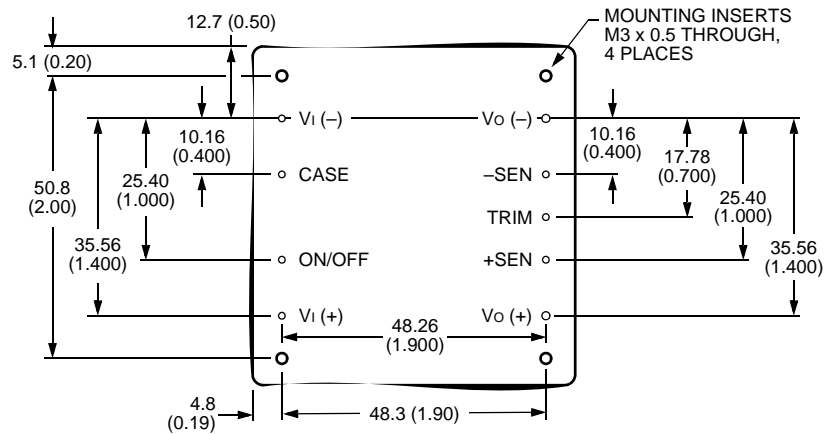 12.7 (0.50)
5.1 (0.20)
MOUNTING INSERTS
M3 x 0.5 THROUGH,
4 PLACES
VI (–)
VO (–)
10.16
(0.400)
10.16
(0.400)
CASE
–SEN
17.78
(0.700)
25.40
(1.000)
50.8
(2.00)
25.40
(1.000)
TRIM
35.56
(1.400)
35.56
(1.400)
ON/OFF
+SEN
VI (+)
VO (+)
48.26
(1.900)
4.8
(0.19)
48.3 (1.90)